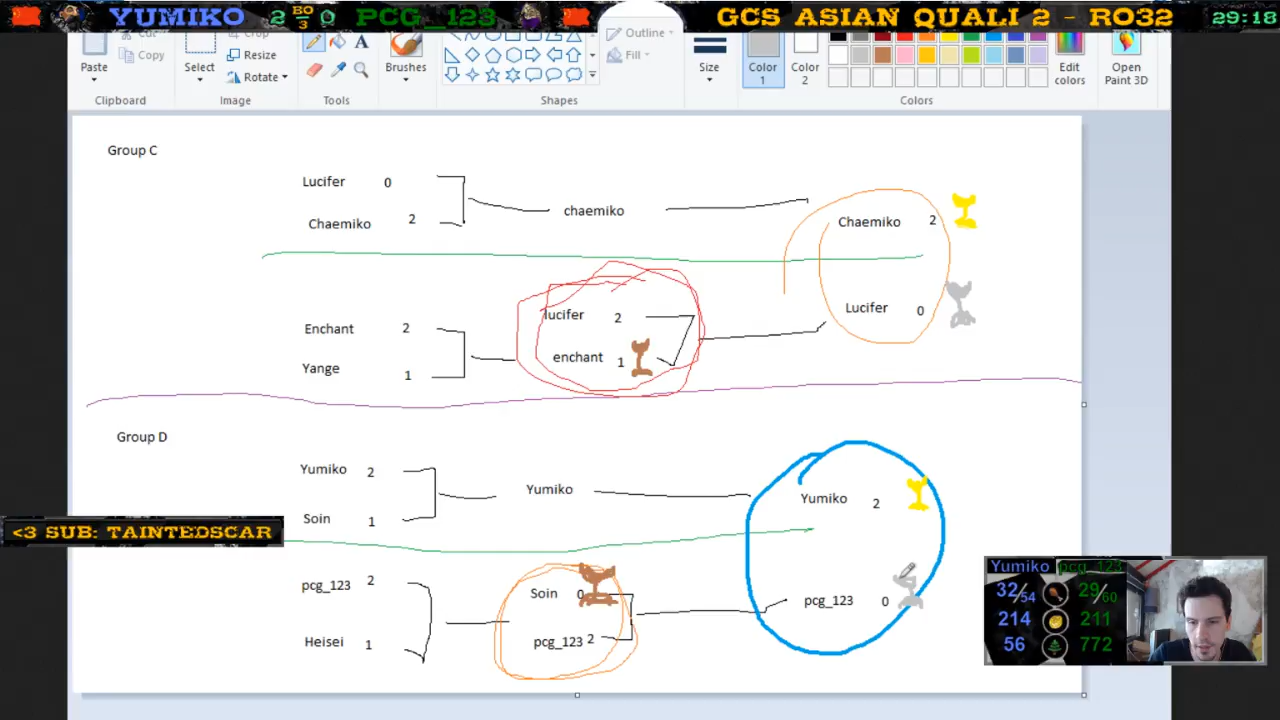 YUMIKO 2 BO 3 0 PCG_123 GCS ASIAN QUALI 2 - RO32 29:18
Paste Cut Copy
Clipboard
Select Crop Resize Rotate
Image
A
Tools
Brushes
Outline
Fill
Shapes
Size
Color 1
Color 2
Edit colors
Colors
Open Paint 3D
Group C
Lucifer 0
Chaemiko 2
chaemiko
Chaemiko 2
Enchant 2
Yange 1
lucifer 2
enchant 1
Lucifer 0
Group D
Yumiko 2
Soin 1
Yumiko
Yumiko 2
<3 SUB: TAINTEDSCAR
pcg_123 2
Heisei 1
Soin 0
pcg_123 2
pcg_123 0
Yumiko pcg_123
32/54 29/60
214 211
56 772